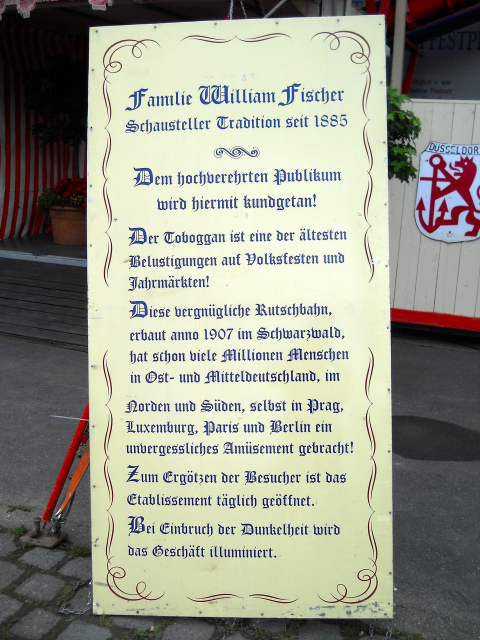 Familie William Fischer
Schausteller Tradition seit 1885
Dem hochverehrten Publikum
wird hiermit kundgetan!
Der Toboggan ist eine der ältesten
Belustigungen auf Volksfesten und
Jahrmärkten!
Diese vergnügliche Rutschbahn,
erbaut anno 1907 im Schwarzwald,
hat schon viele Millionen Menschen
in Ost- und Mitteldeutschland, im
Norden und Süden, selbst in Prag,
Luxemburg, Paris und Berlin ein
unvergessliches Amüsement gebracht!
Zum Ergötzen der Besucher ist das
Etablissement täglich geöffnet.
Bei Einbruch der Dunkelheit wird
das Geschäft illuminiert.
DÜSSELDOR